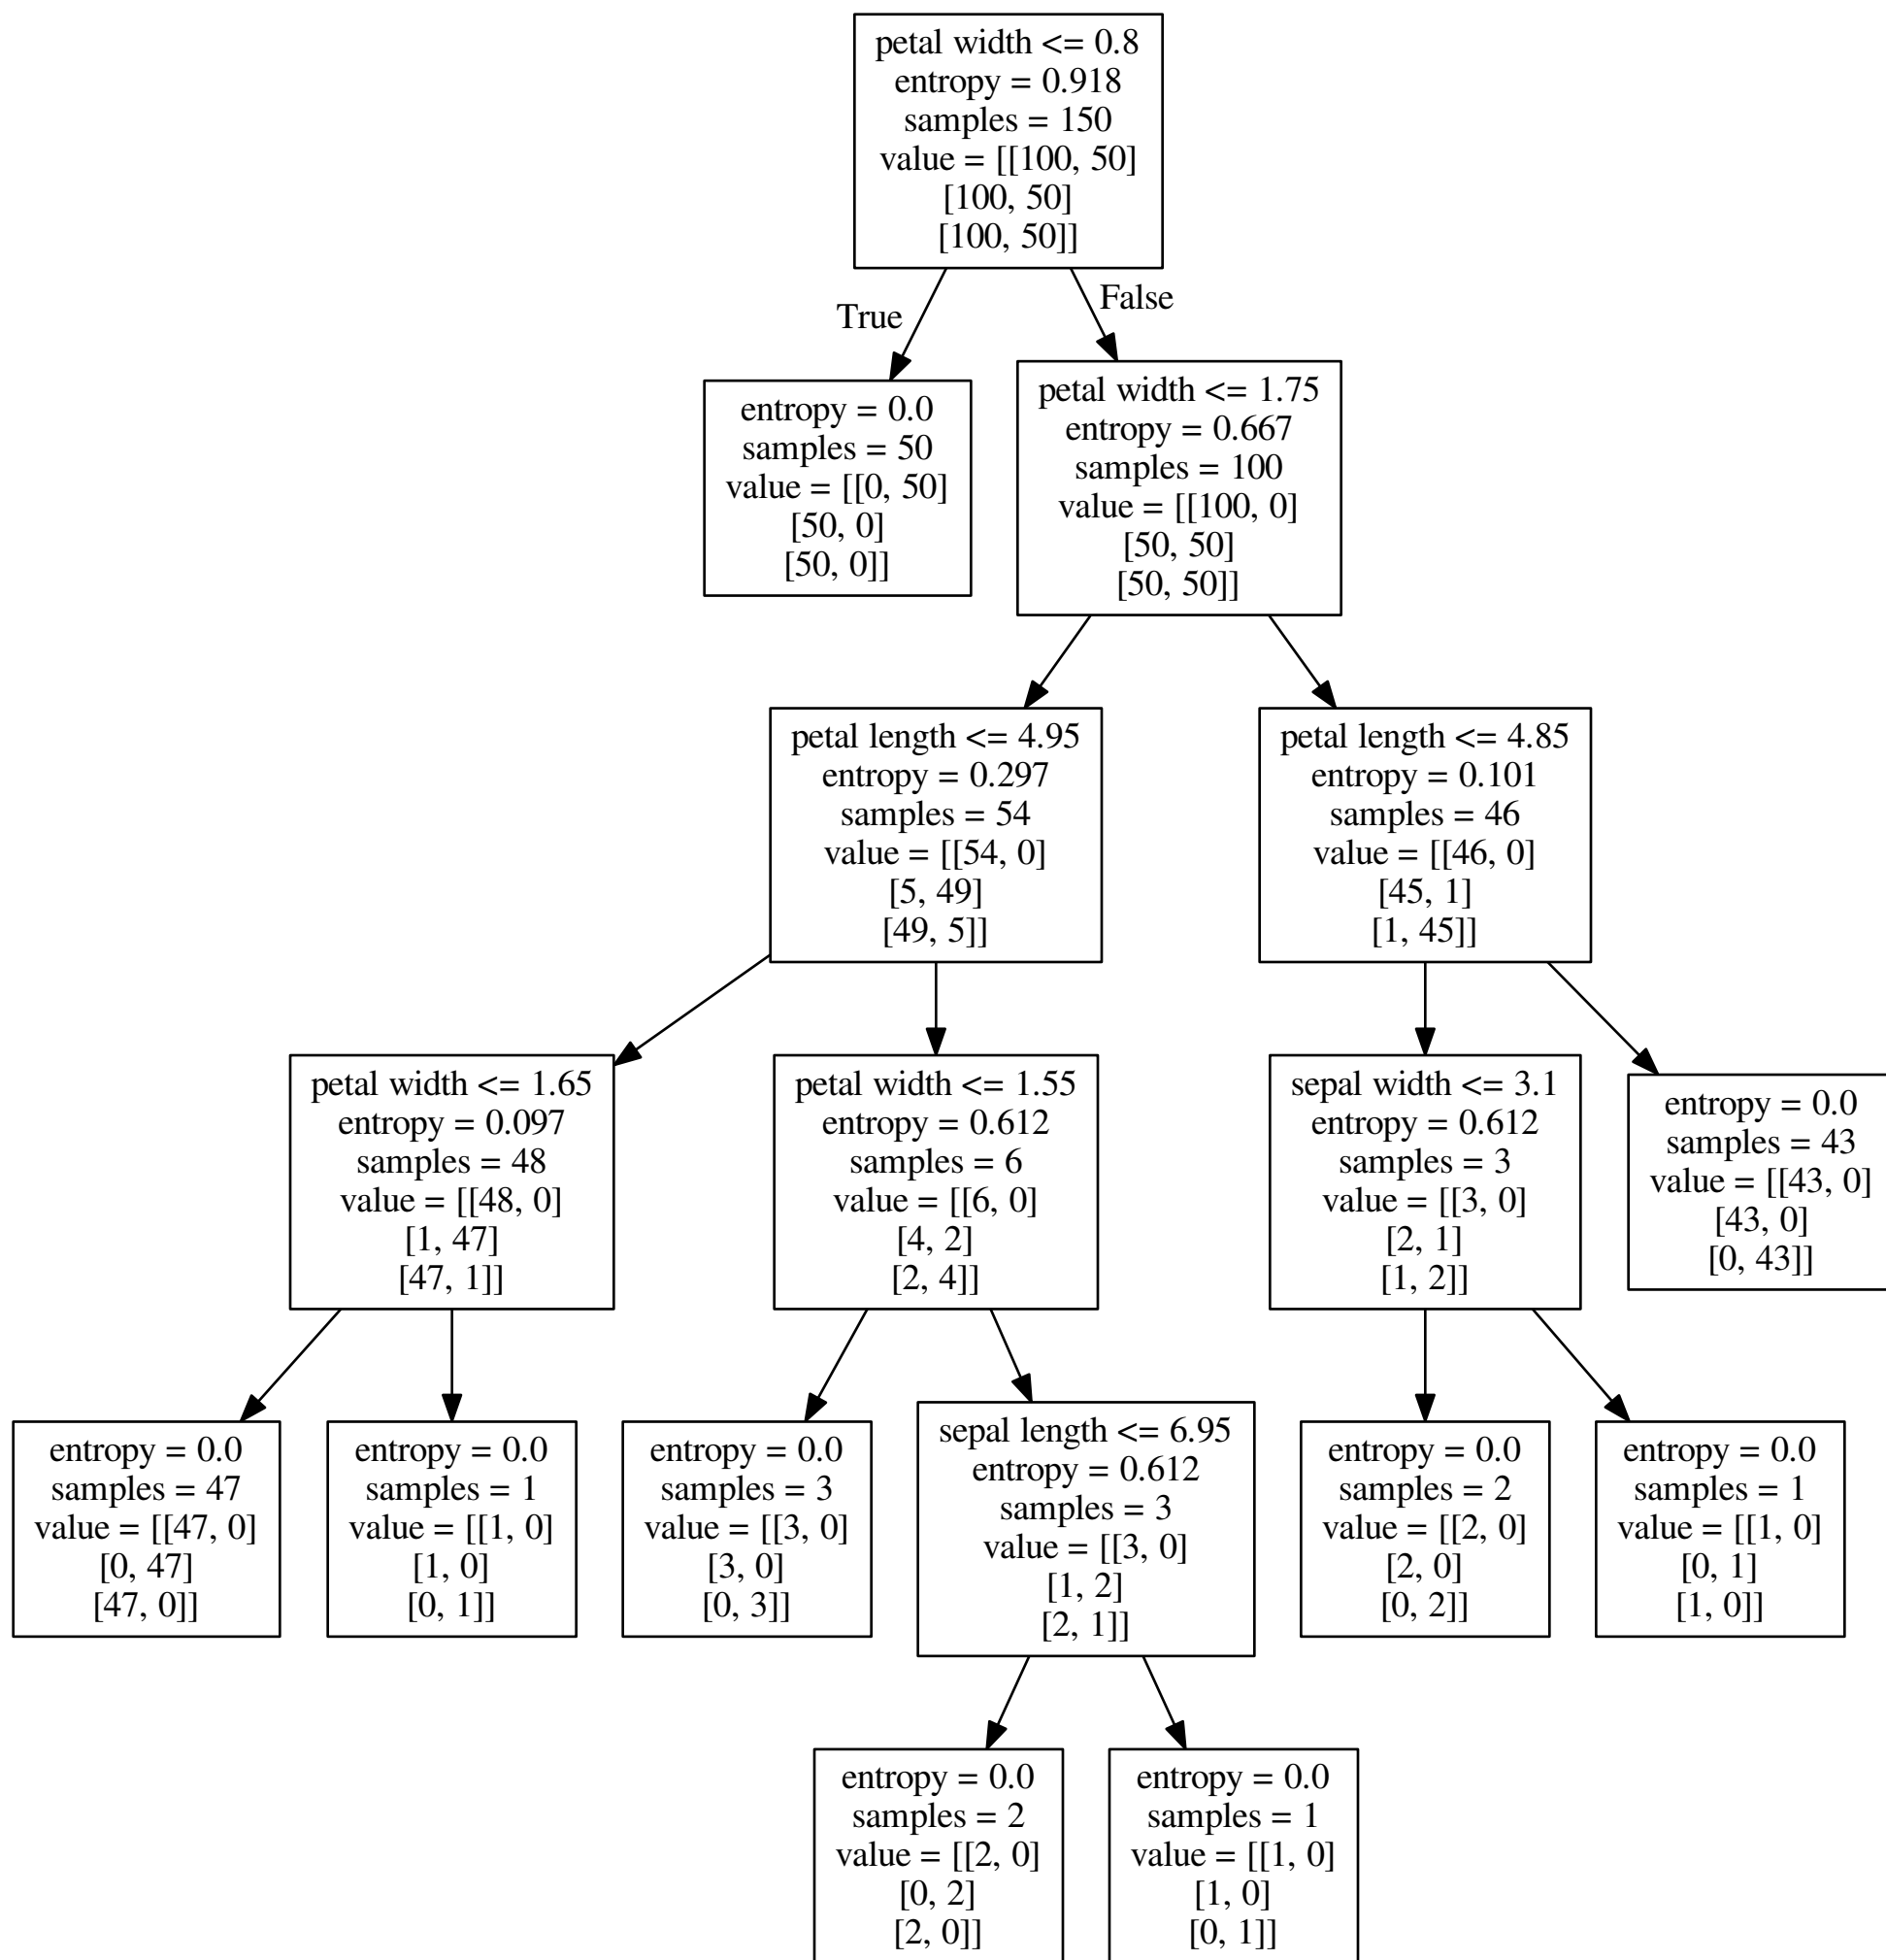 petal width <= 0.8
entropy = 0.918
samples = 150
value = [[100, 50]
[100, 50]
[100, 50]]
True
False
entropy = 0.0
samples = 50
value = [[0, 50]
[50, 0]
[50, 0]]
petal width <= 1.75
entropy = 0.667
samples = 100
value = [[100, 0]
[50, 50]
[50, 50]]
petal length <= 4.95
entropy = 0.297
samples = 54
value = [[54, 0]
[5, 49]
[49, 5]]
petal length <= 4.85
entropy = 0.101
samples = 46
value = [[46, 0]
[45, 1]
[1, 45]]
petal width <= 1.65
entropy = 0.097
samples = 48
value = [[48, 0]
[1, 47]
[47, 1]]
petal width <= 1.55
entropy = 0.612
samples = 6
value = [[6, 0]
[4, 2]
[2, 4]]
sepal width <= 3.1
entropy = 0.612
samples = 3
value = [[3, 0]
[2, 1]
[1, 2]]
entropy = 0.0
samples = 43
value = [[43, 0]
[43, 0]
[0, 43]]
entropy = 0.0
samples = 47
value = [[47, 0]
[0, 47]
[47, 0]]
entropy = 0.0
samples = 1
value = [[1, 0]
[1, 0]
[0, 1]]
entropy = 0.0
samples = 3
value = [[3, 0]
[3, 0]
[0, 3]]
sepal length <= 6.95
entropy = 0.612
samples = 3
value = [[3, 0]
[1, 2]
[2, 1]]
entropy = 0.0
samples = 2
value = [[2, 0]
[2, 0]
[0, 2]]
entropy = 0.0
samples = 1
value = [[1, 0]
[0, 1]
[1, 0]]
entropy = 0.0
samples = 2
value = [[2, 0]
[0, 2]
[2, 0]]
entropy = 0.0
samples = 1
value = [[1, 0]
[1, 0]
[0, 1]]